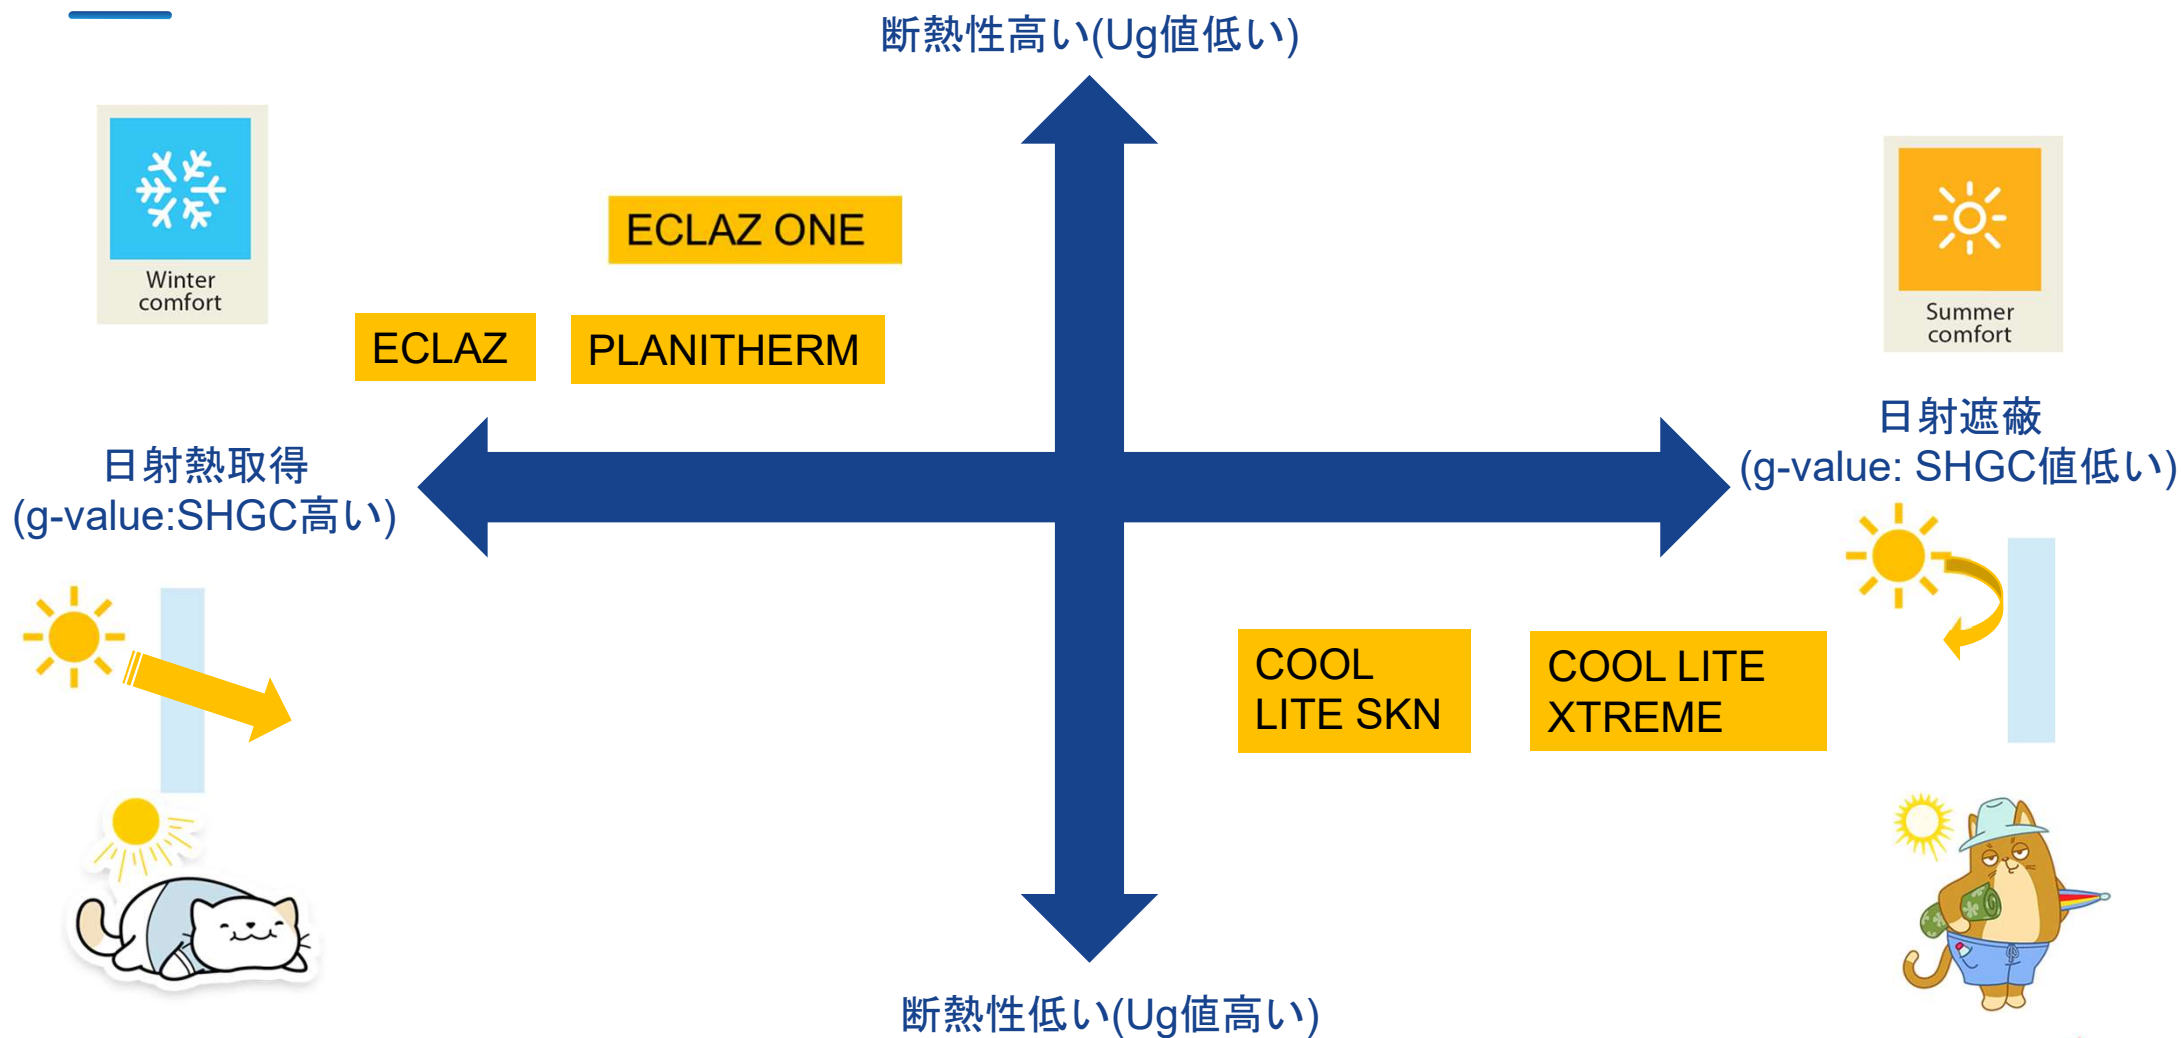 断熱性高い(Ug値低い)
Winter
comfort
ECLAZ ONE
Summer
comfort
ECLAZ
PLANITHERM
日射熱取得
(g-value:SHGC高い)
日射遮蔽
(g-value: SHGC値低い)
COOL
LITE SKN
COOL LITE
XTREME
断熱性低い(Ug値高い)